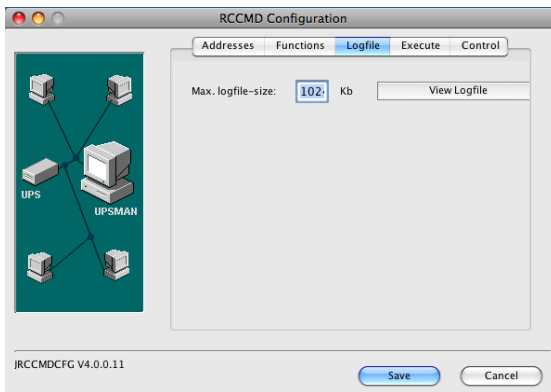 RCCMD Configuration
Addresses Functions Logfile Execute Control
Max. logfile-size: 102 Kb View Logfile
UPS
UPSMAN
JRCCMDCFG V4.0.0.11
Save Cancel